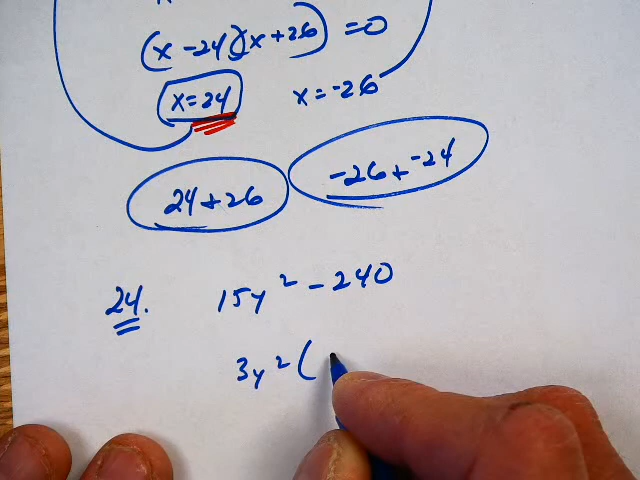 (x -24)(x + 26) = 0
x = 24 x = -26
24 + 26 -26 + -24
24. 15y² - 240
3y² (